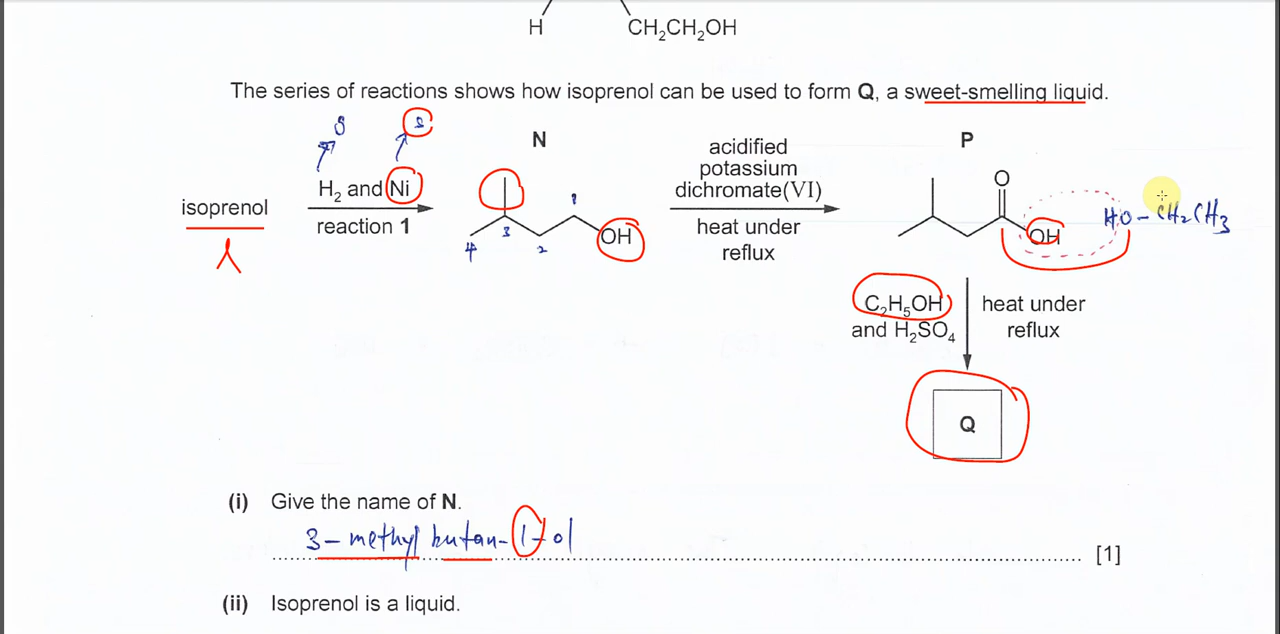 H
CH₂CH₂OH
The series of reactions shows how isoprenol can be used to form Q, a sweet-smelling liquid.
isoprenol
H₂ and Ni
reaction 1
N
4 3 2 1
OH
acidified
potassium
dichromate(VI)
heat under
reflux
P
O
OH
HO – CH₂CH₃
C₂H₅OH
and H₂SO₄
heat under
reflux
Q
(i) Give the name of N.
3-methyl butan-1-ol
[1]
(ii) Isoprenol is a liquid.